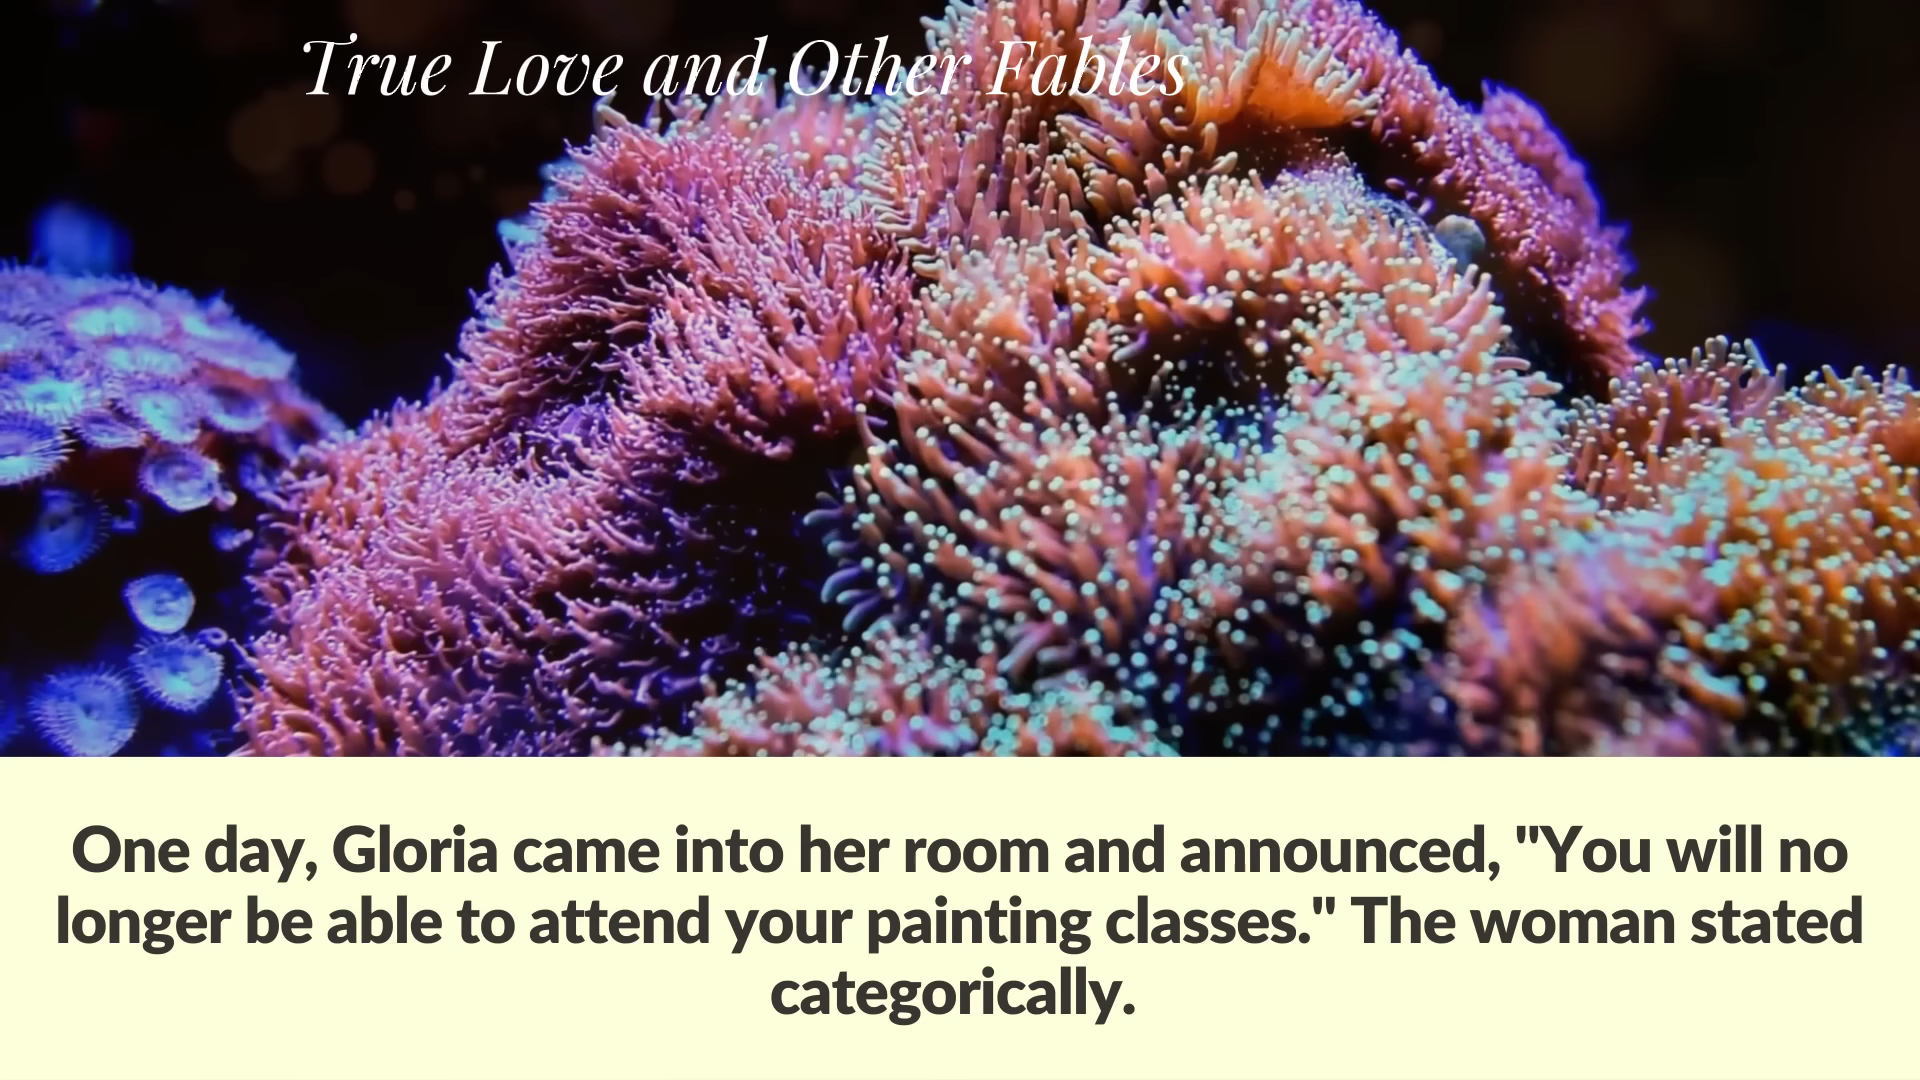 True Love and Other Fables
One day, Gloria came into her room and announced, "You will no
longer be able to attend your painting classes." The woman stated
categorically.